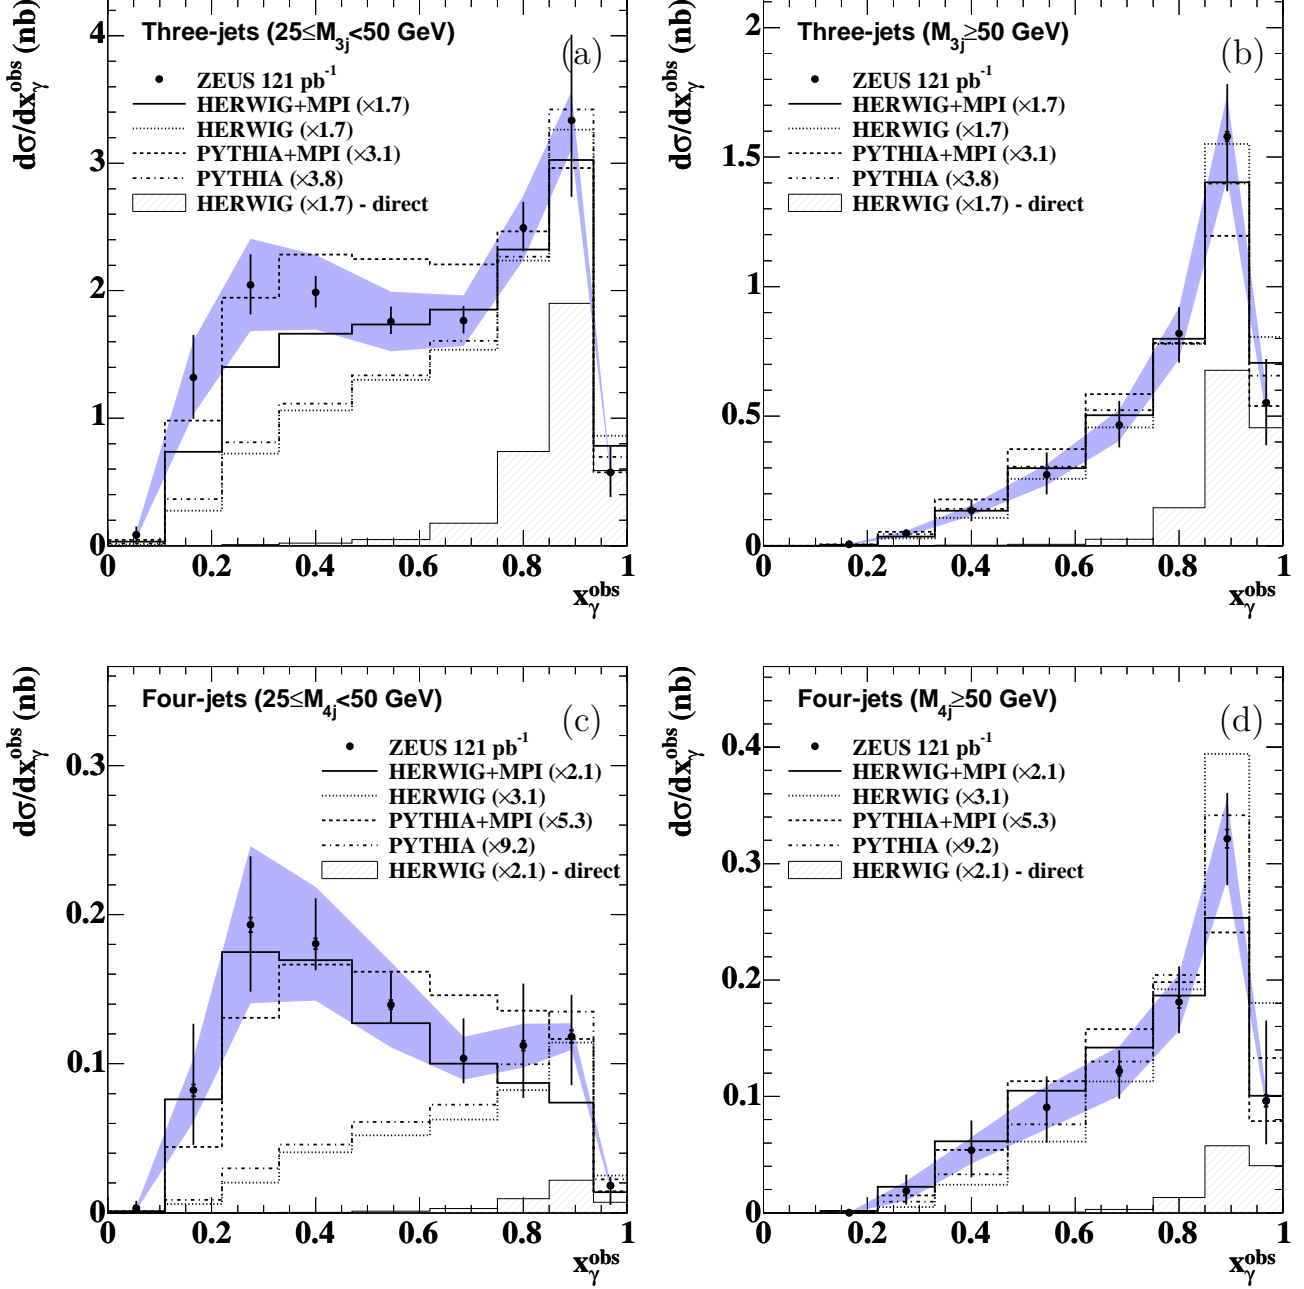 Three-jets (25≤M3j<50 GeV)
(a)
ZEUS 121 pb-1
HERWIG+MPI (×1.7)
HERWIG (×1.7)
PYTHIA+MPI (×3.1)
PYTHIA (×3.8)
HERWIG (×1.7) - direct
dσ/dxγobs (nb)
4
3
2
1
0
0 0.2 0.4 0.6 0.8 1
xγobs
Three-jets (M3j≥50 GeV)
(b)
ZEUS 121 pb-1
HERWIG+MPI (×1.7)
HERWIG (×1.7)
PYTHIA+MPI (×3.1)
PYTHIA (×3.8)
HERWIG (×1.7) - direct
dσ/dxγobs (nb)
2
1.5
1
0.5
0
0 0.2 0.4 0.6 0.8 1
xγobs
Four-jets (25≤M4j<50 GeV)
(c)
ZEUS 121 pb-1
HERWIG+MPI (×2.1)
HERWIG (×3.1)
PYTHIA+MPI (×5.3)
PYTHIA (×9.2)
HERWIG (×2.1) - direct
dσ/dxγobs (nb)
0.3
0.2
0.1
0
0 0.2 0.4 0.6 0.8 1
xγobs
Four-jets (M4j≥50 GeV)
(d)
ZEUS 121 pb-1
HERWIG+MPI (×2.1)
HERWIG (×3.1)
PYTHIA+MPI (×5.3)
PYTHIA (×9.2)
HERWIG (×2.1) - direct
dσ/dxγobs (nb)
0.4
0.3
0.2
0.1
0
0 0.2 0.4 0.6 0.8 1
xγobs